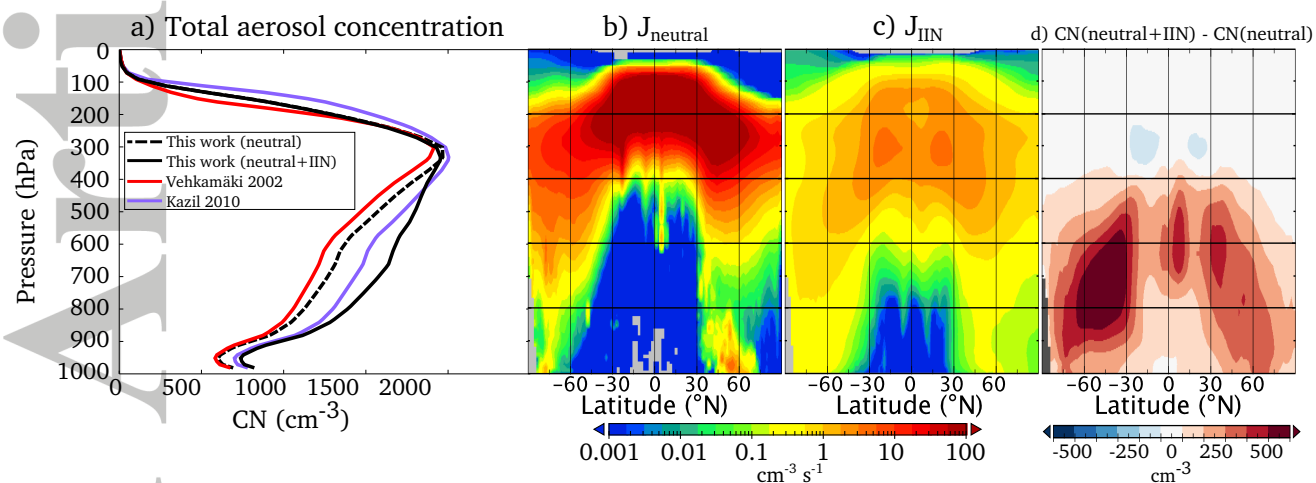 Arti
a) Total aerosol concentration
b) J_neutral
c) J_IIN
d) CN(neutral+IIN) - CN(neutral)
Pressure (hPa)
0
100
200
300
400
500
600
700
800
900
1000
This work (neutral)
This work (neutral+IIN)
Vehkamäki 2002
Kazil 2010
0 500 1000 1500 2000
CN (cm-3)
−60 −30 0 30 60
Latitude (°N)
−60 −30 0 30 60
Latitude (°N)
−60 −30 0 30 60
Latitude (°N)
0.001 0.01 0.1 1 10 100
cm-3 s-1
-500 -250 0 250 500
cm-3